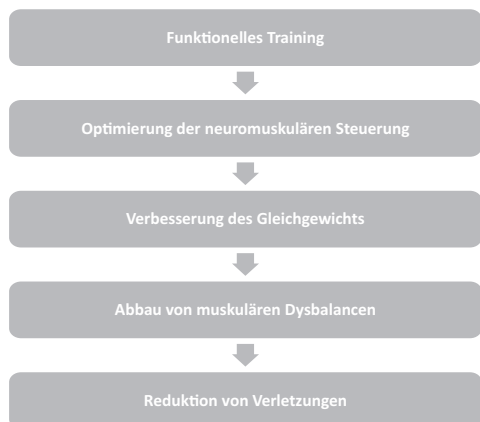 Funktionelles Training
Optimierung der neuromuskulären Steuerung
Verbesserung des Gleichgewichts
Abbau von muskulären Dysbalancen
Reduktion von Verletzungen